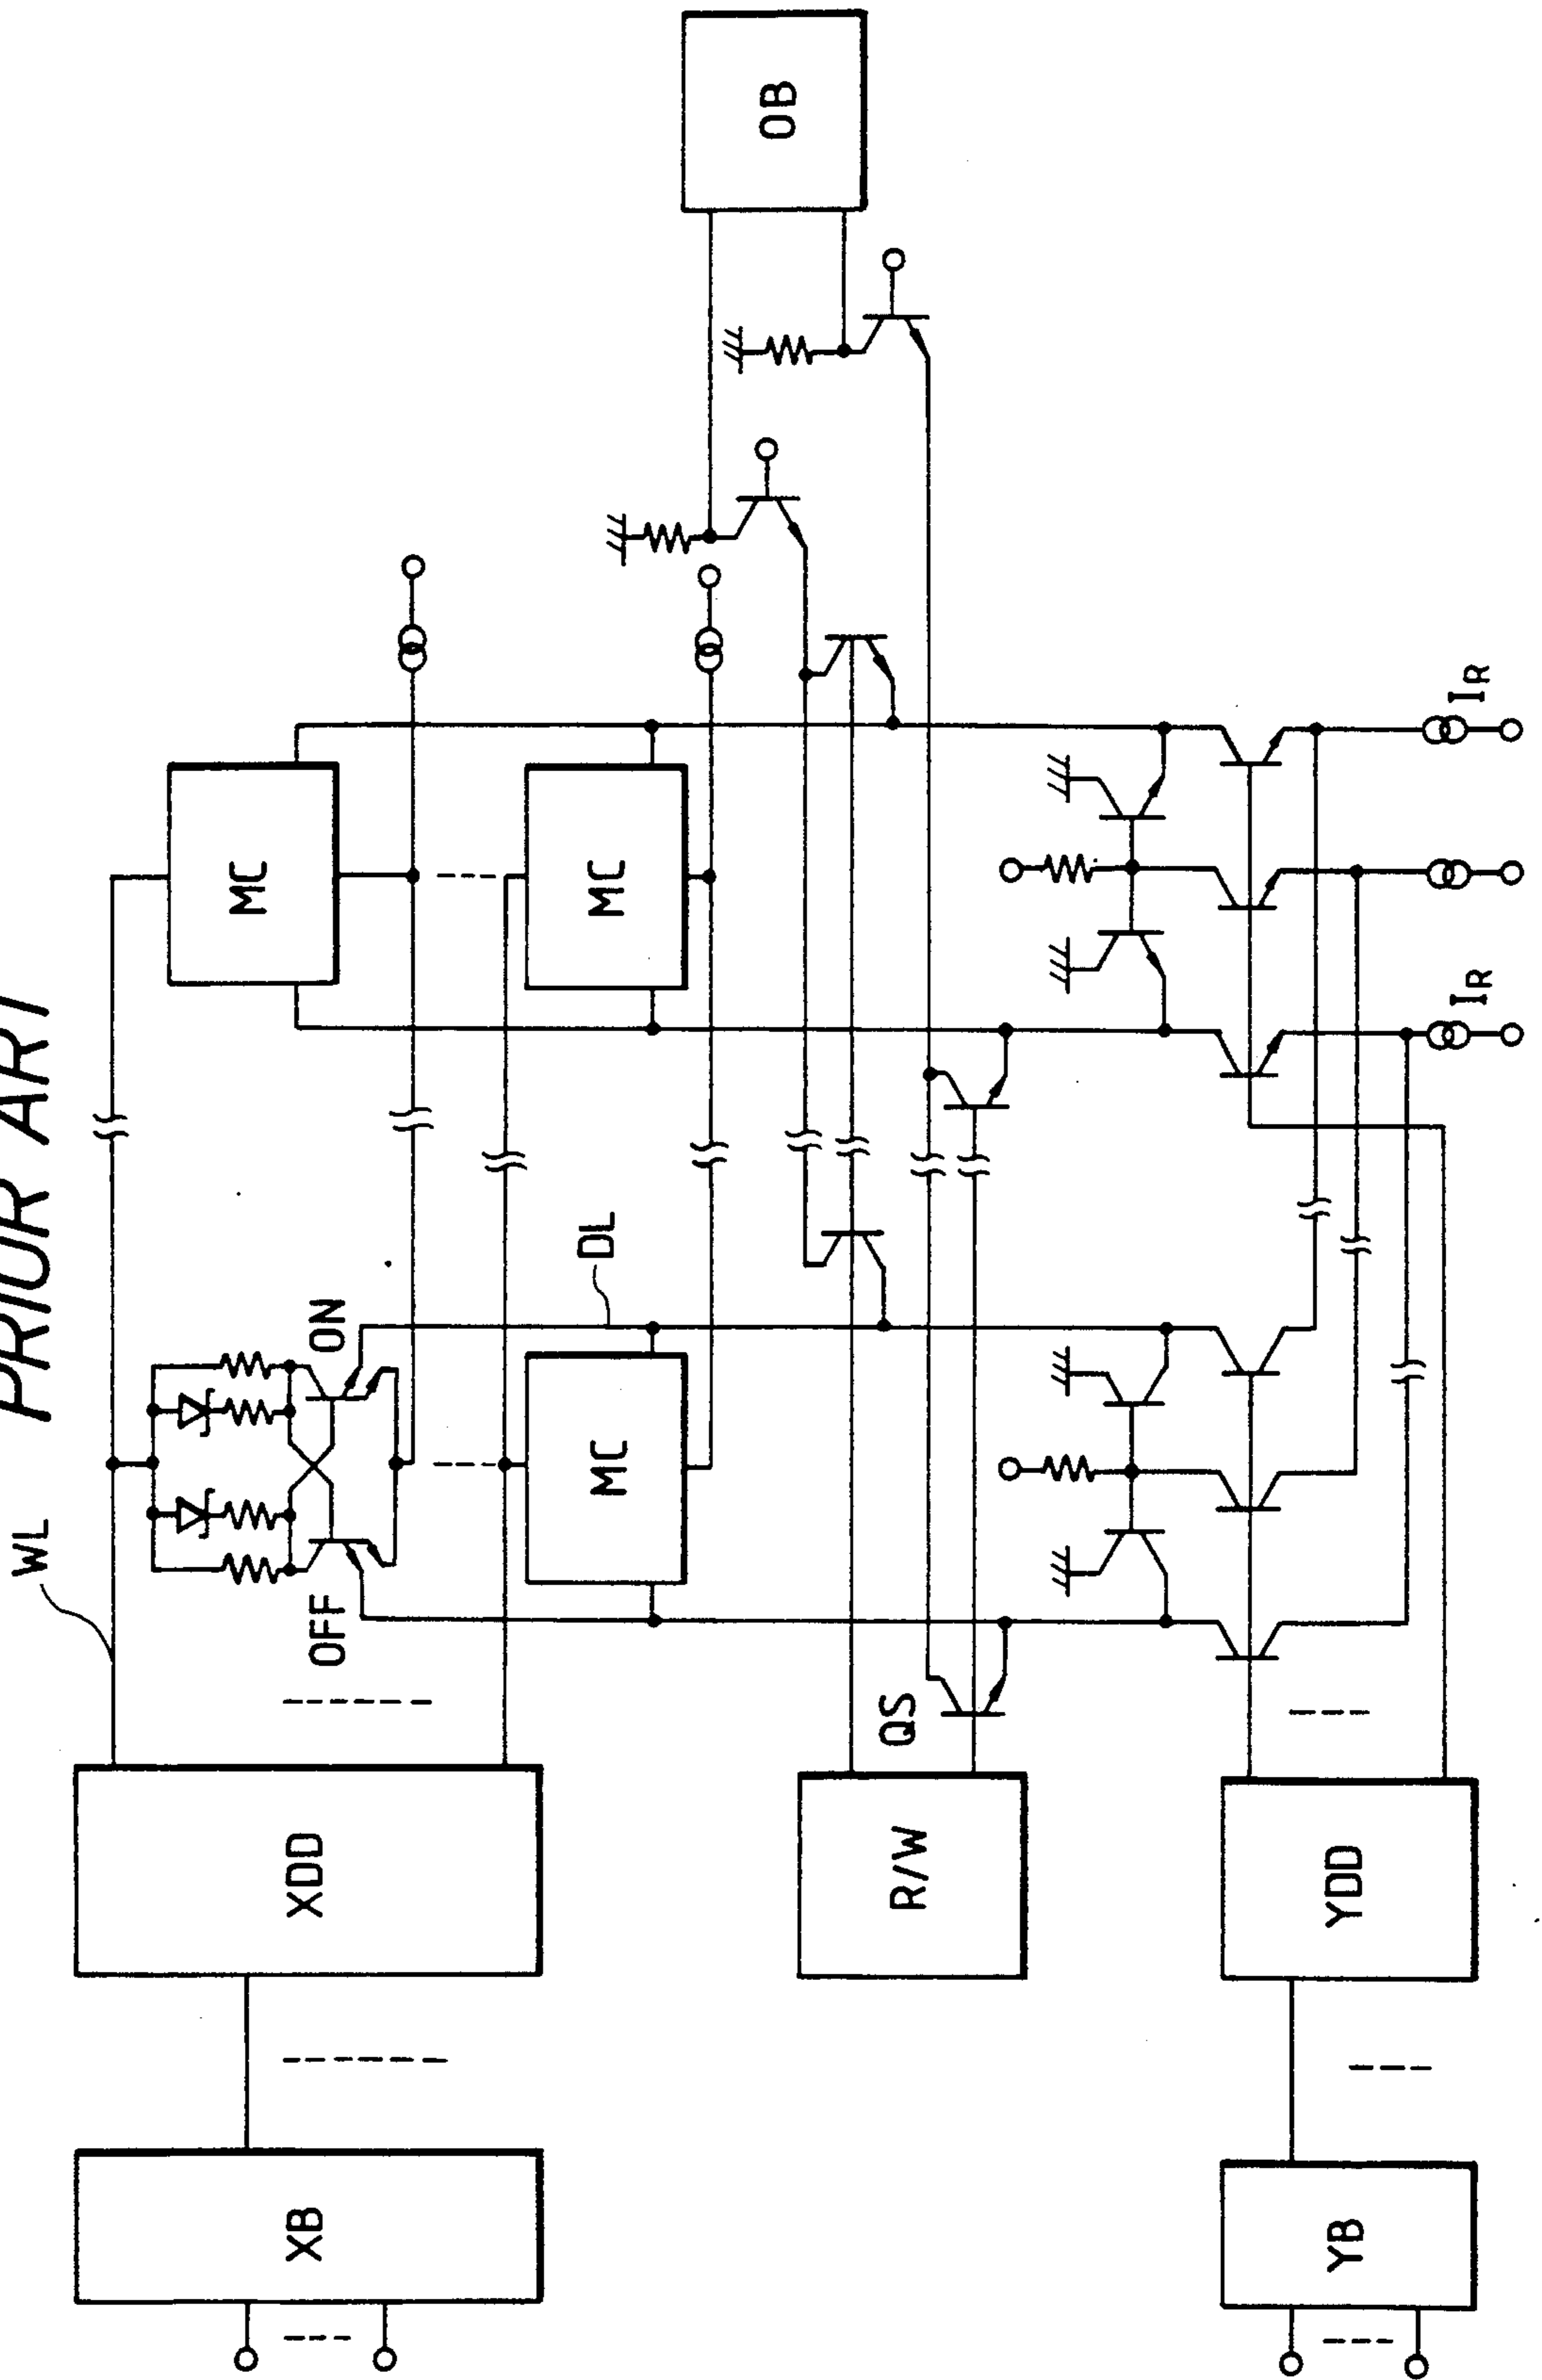 PRIOR ART
WL
OFF
ON
MC
DL
MC
MC
XB
XDD
OB
QS
R/W
YB
YDD
IR
IR